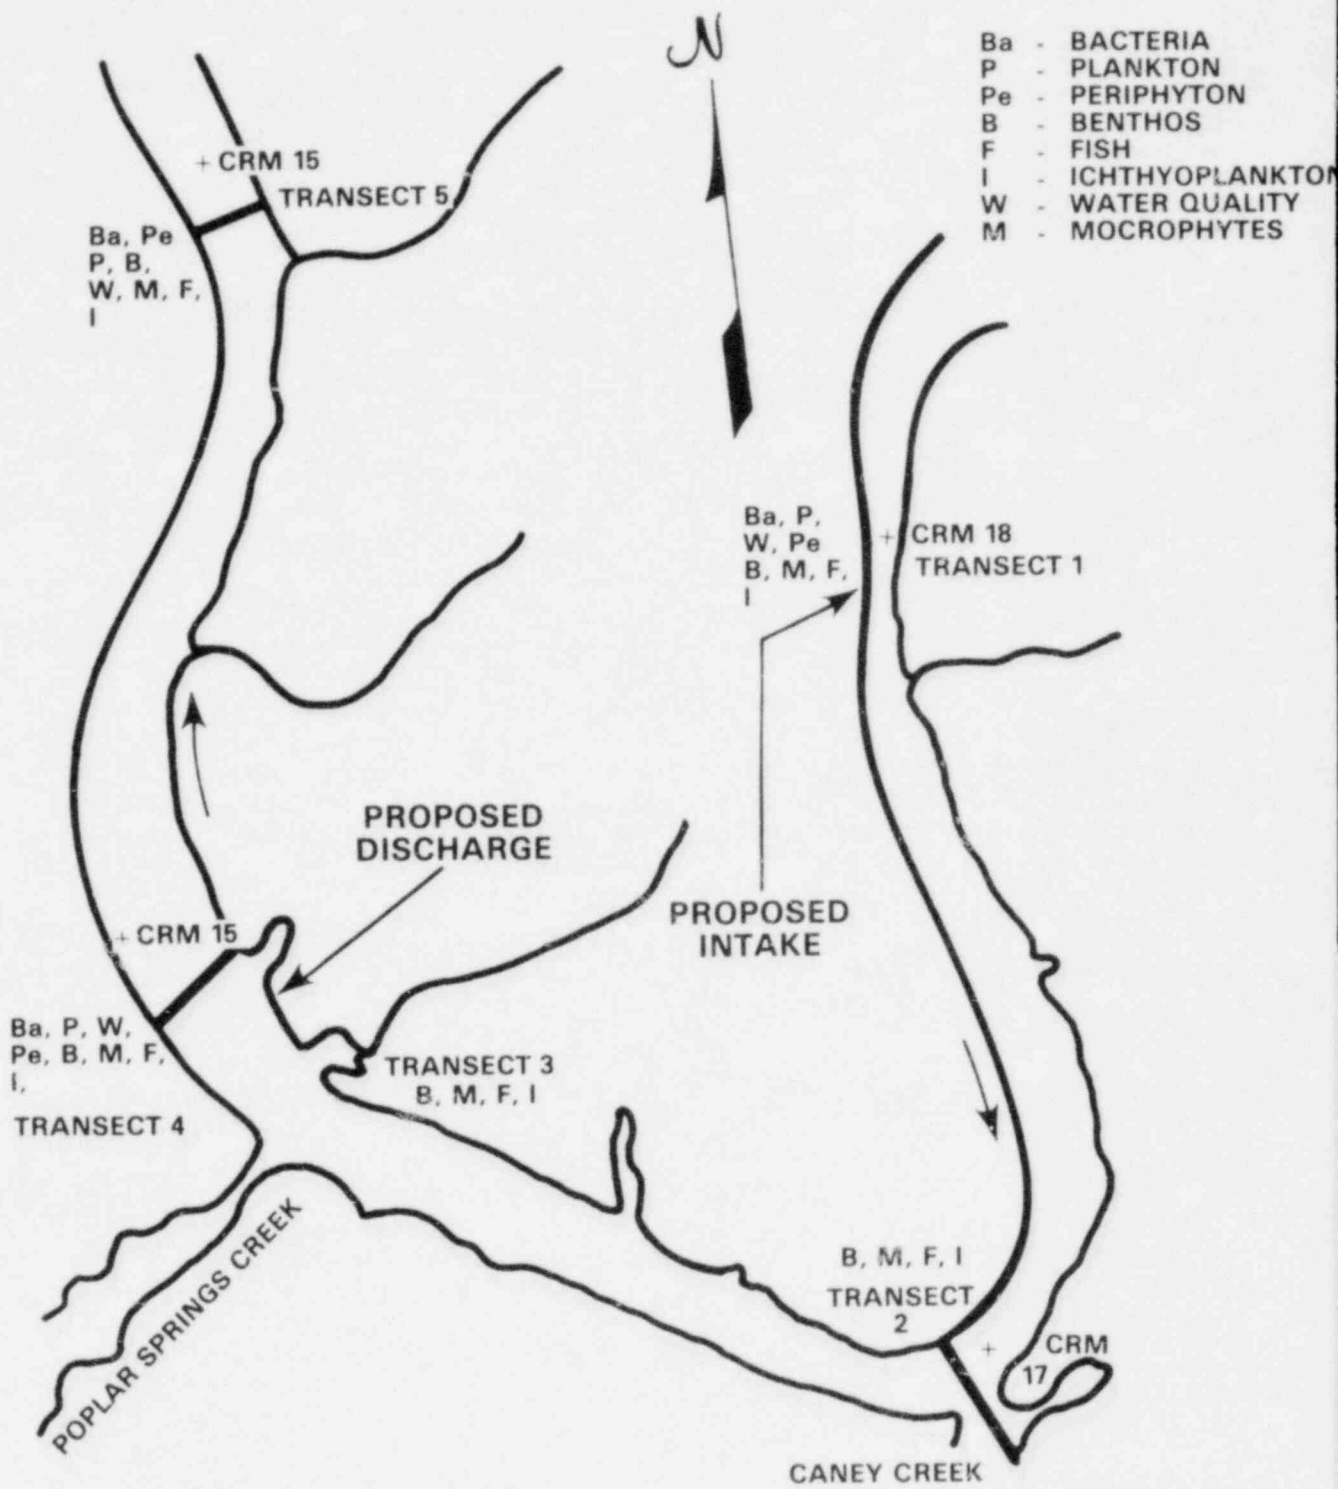 N
Ba - BACTERIA
P - PLANKTON
Pe - PERIPHYTON
B - BENTHOS
F - FISH
I - ICHTHYOPLANKTON
W - WATER QUALITY
M - MOCROPHYTES
+ CRM 15
TRANSECT 5
Ba, Pe
P, B,
W, M, F,
I
Ba, P,
W, Pe
B, M, F,
I
+ CRM 18
TRANSECT 1
PROPOSED
DISCHARGE
PROPOSED
INTAKE
+ CRM 15
Ba, P, W,
Pe, B, M, F,
I,
TRANSECT 4
TRANSECT 3
B, M, F, I
POPLAR SPRINGS CREEK
B, M, F, I
TRANSECT
2
+ CRM
17
CANEY CREEK